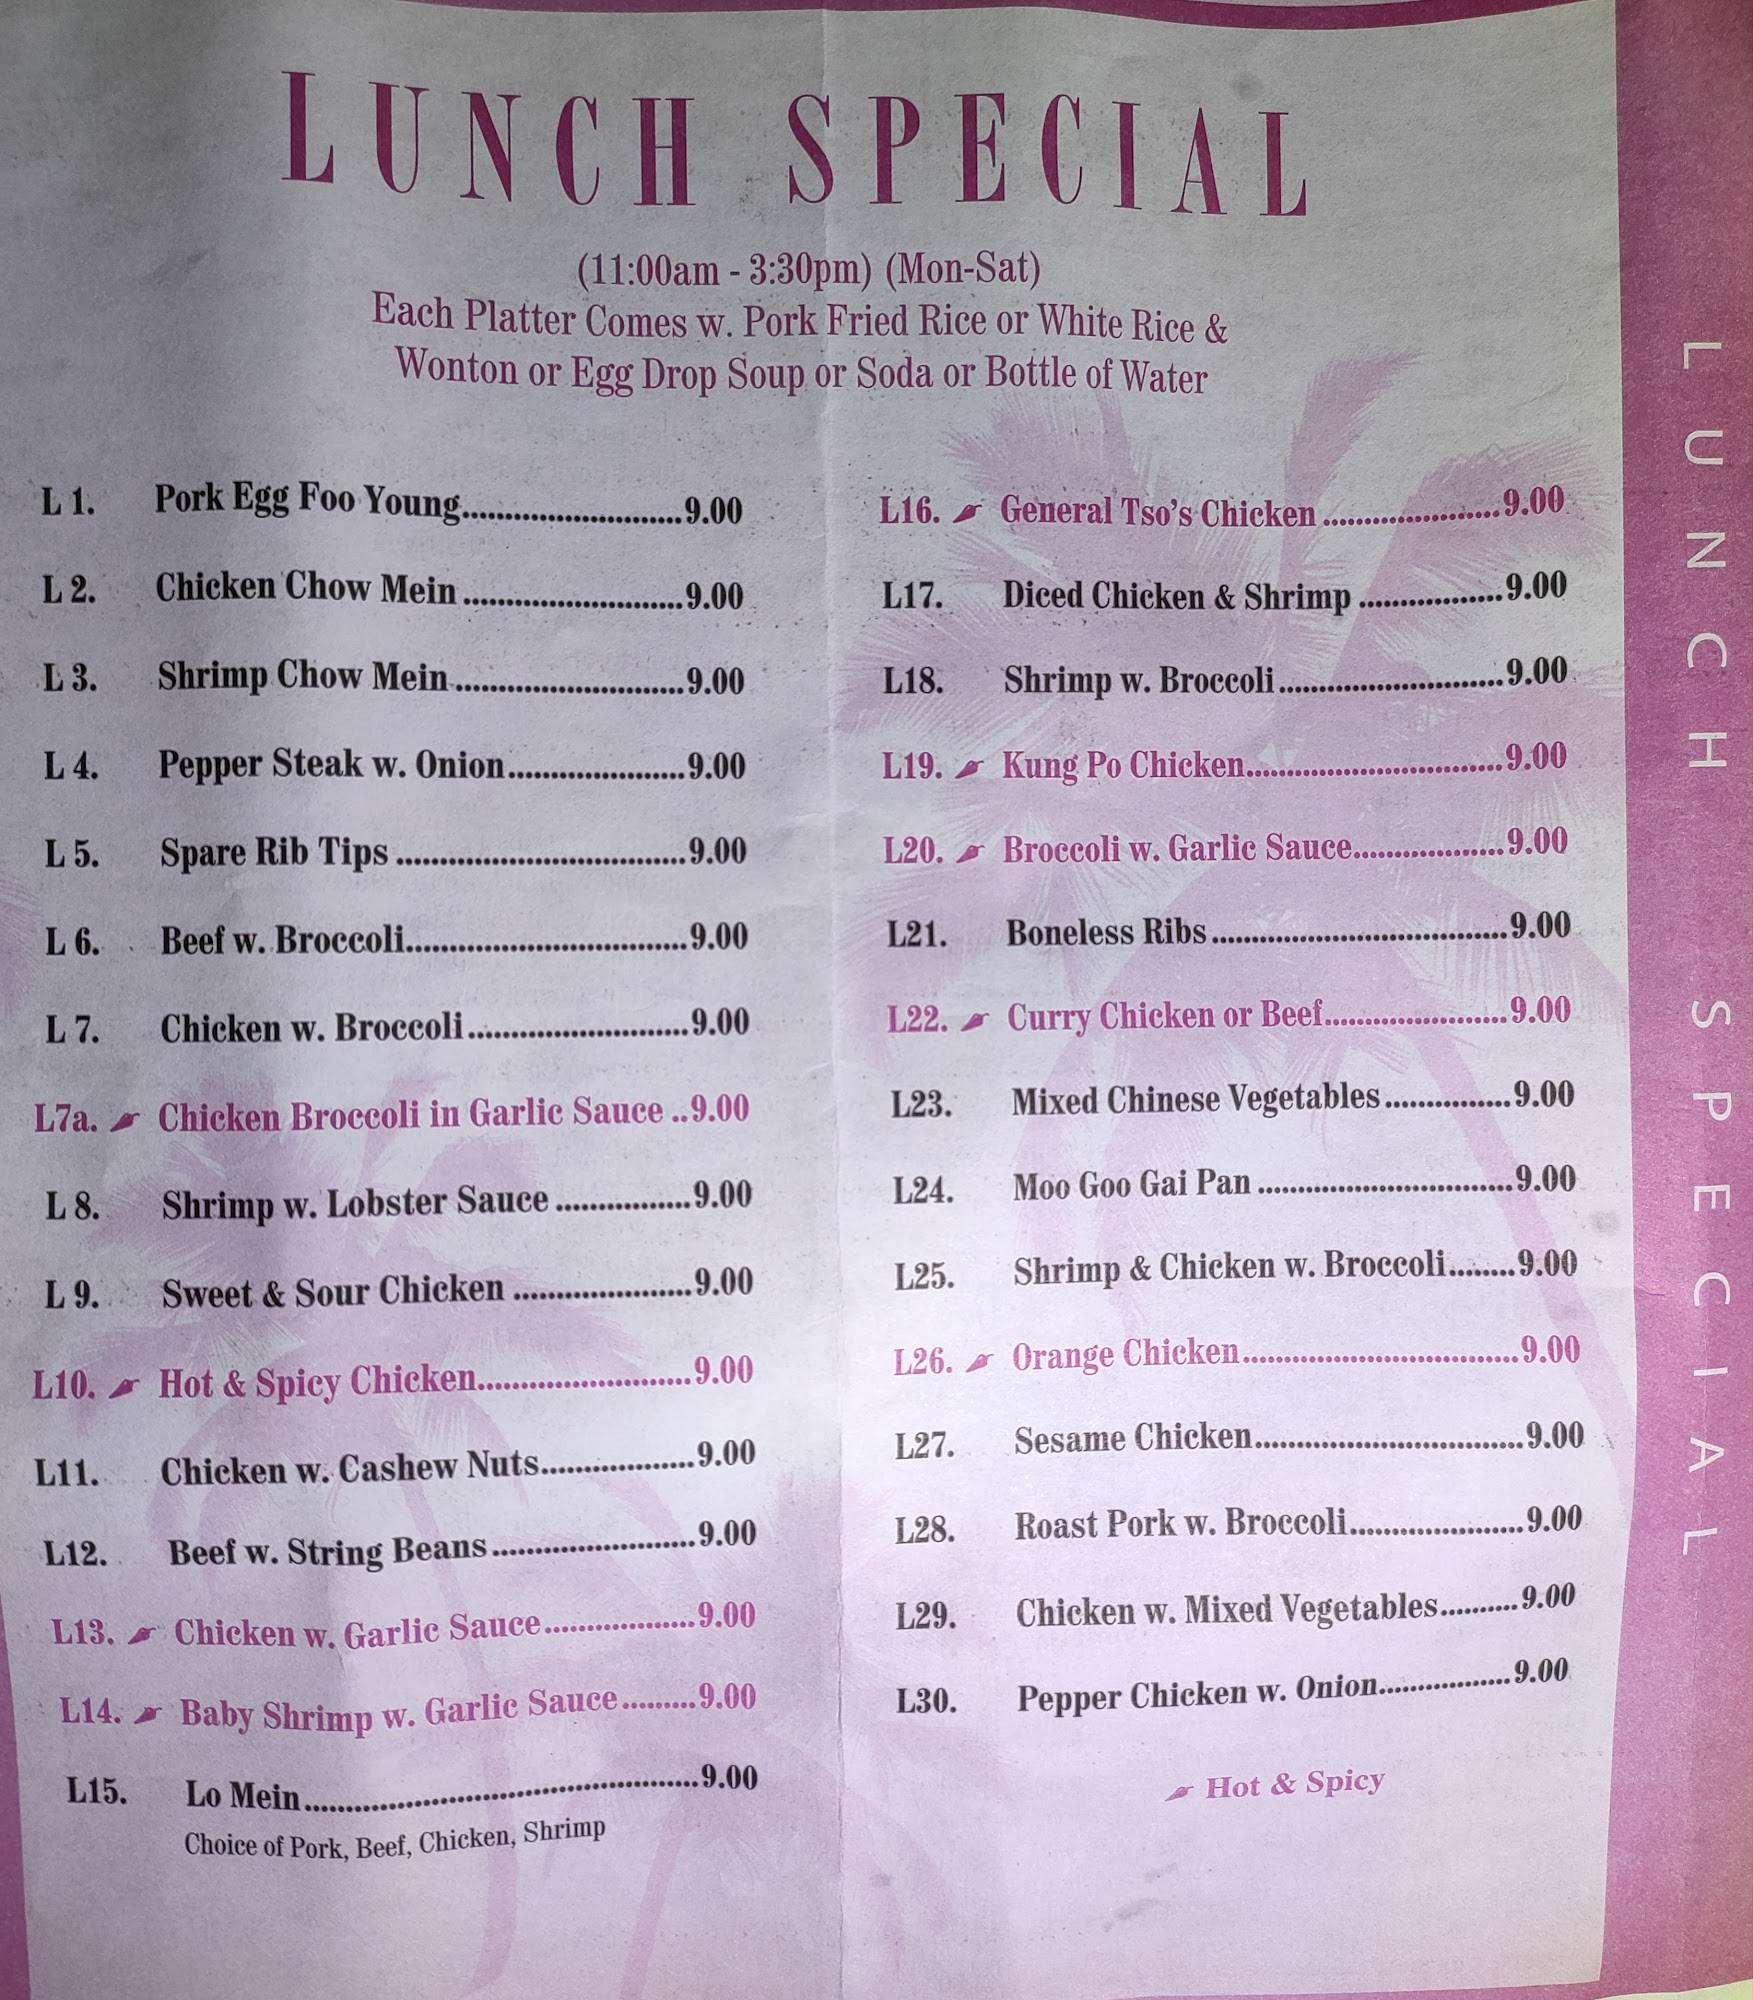 LUNCH SPECIAL
(11:00am - 3:30pm) (Mon-Sat)
Each Platter Comes w. Pork Fried Rice or White Rice &
Wonton or Egg Drop Soup or Soda or Bottle of Water
L 1. Pork Egg Foo Young..........................9.00
L 2. Chicken Chow Mein..........................9.00
L 3. Shrimp Chow Mein...........................9.00
L 4. Pepper Steak w. Onion.....................9.00
L 5. Spare Rib Tips..................................9.00
L 6. Beef w. Broccoli.................................9.00
L 7. Chicken w. Broccoli..........................9.00
L7a. Chicken Broccoli in Garlic Sauce ..9.00
L 8. Shrimp w. Lobster Sauce ................9.00
L 9. Sweet & Sour Chicken .....................9.00
L10. Hot & Spicy Chicken.........................9.00
L11. Chicken w. Cashew Nuts..................9.00
L12. Beef w. String Beans........................9.00
L13. Chicken w. Garlic Sauce..................9.00
L14. Baby Shrimp w. Garlic Sauce.........9.00
L15. Lo Mein...............................................9.00
Choice of Pork, Beef, Chicken, Shrimp
L16. General Tso's Chicken.....................9.00
L17. Diced Chicken & Shrimp .................9.00
L18. Shrimp w. Broccoli...........................9.00
L19. Kung Po Chicken...............................9.00
L20. Broccoli w. Garlic Sauce..................9.00
L21. Boneless Ribs...................................9.00
L22. Curry Chicken or Beef......................9.00
L23. Mixed Chinese Vegetables...............9.00
L24. Moo Goo Gai Pan ..............................9.00
L25. Shrimp & Chicken w. Broccoli........9.00
L26. Orange Chicken.................................9.00
L27. Sesame Chicken................................9.00
L28. Roast Pork w. Broccoli.....................9.00
L29. Chicken w. Mixed Vegetables..........9.00
L30. Pepper Chicken w. Onion.................9.00
Hot & Spicy
LUNCH SPECIAL